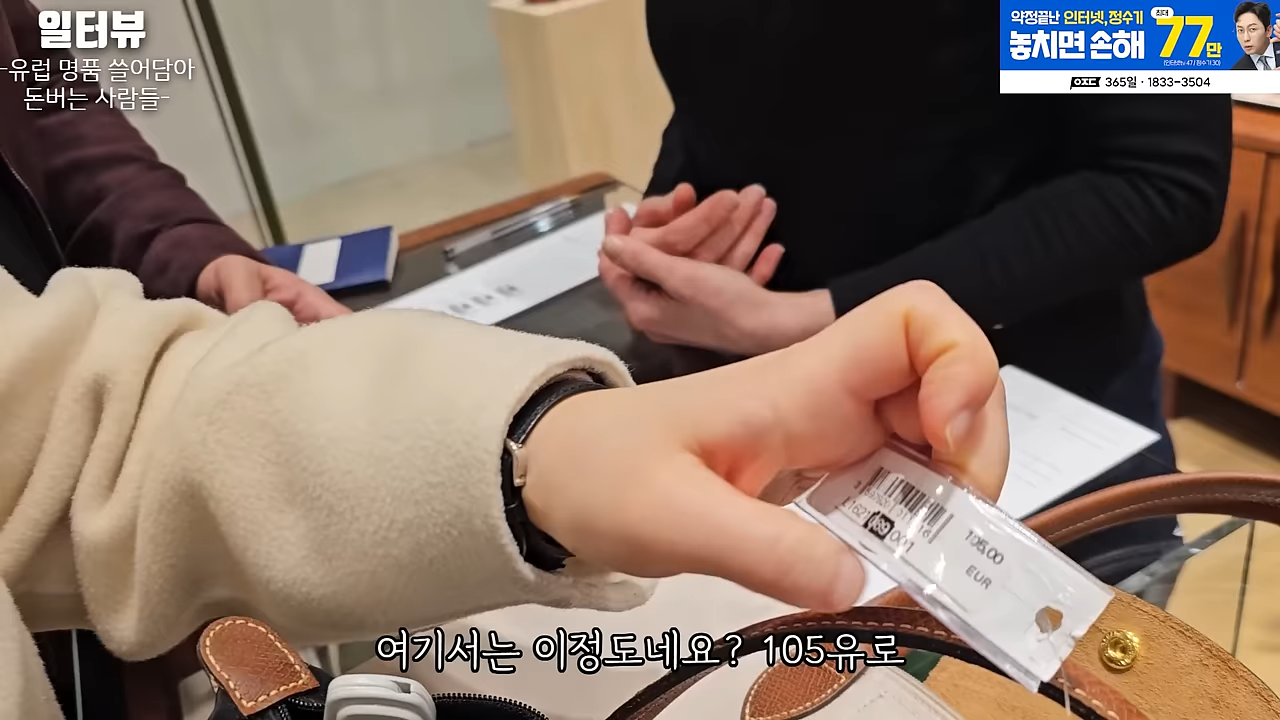 일터뷰
-유럽 명품 쓸어담아
돈버는 사람들-
약정끝난 인터넷,정수기
놓치면 손해
최대
77만
365일 · 1833-3504
105.00
EUR
여기서는 이정도네요? 105유로